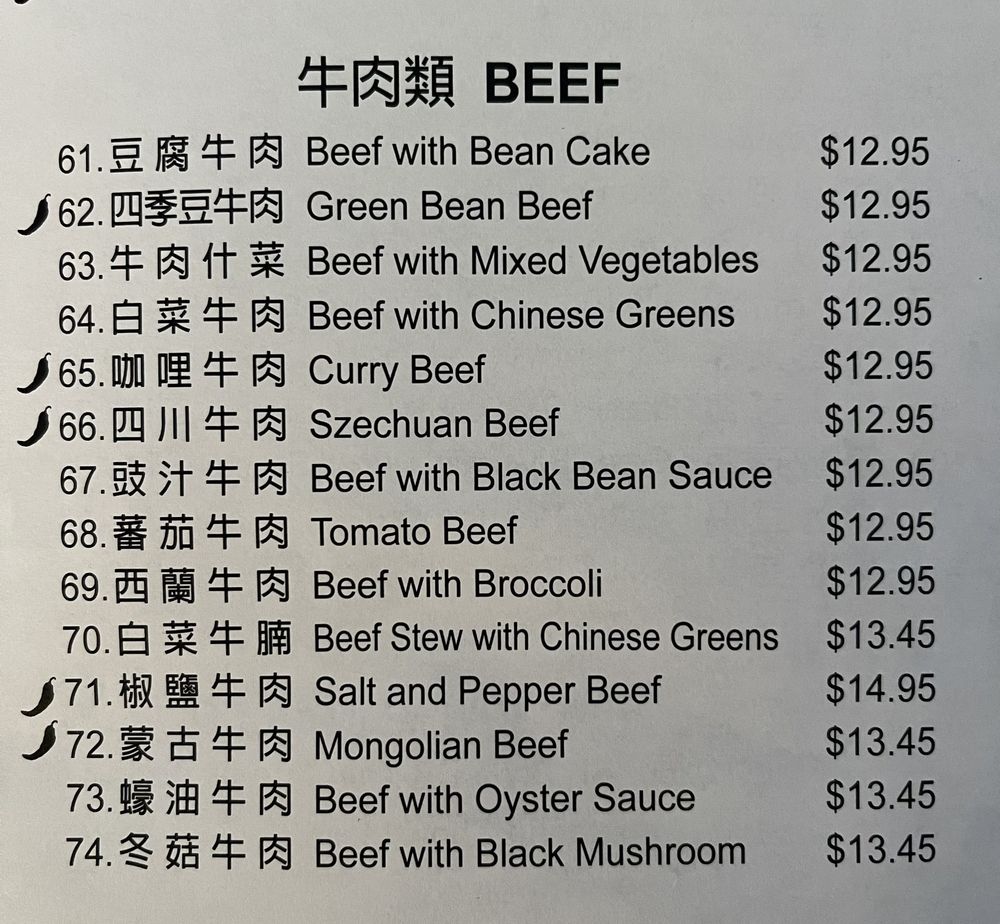 牛肉類 BEEF
61.豆腐牛肉 Beef with Bean Cake $12.95
62.四季豆牛肉 Green Bean Beef $12.95
63.牛肉什菜 Beef with Mixed Vegetables $12.95
64.白菜牛肉 Beef with Chinese Greens $12.95
65.咖哩牛肉 Curry Beef $12.95
66.四川牛肉 Szechuan Beef $12.95
67.豉汁牛肉 Beef with Black Bean Sauce $12.95
68.蕃茄牛肉 Tomato Beef $12.95
69.西蘭牛肉 Beef with Broccoli $12.95
70.白菜牛腩 Beef Stew with Chinese Greens $13.45
71.椒鹽牛肉 Salt and Pepper Beef $14.95
72.蒙古牛肉 Mongolian Beef $13.45
73.蠔油牛肉 Beef with Oyster Sauce $13.45
74.冬菇牛肉 Beef with Black Mushroom $13.45